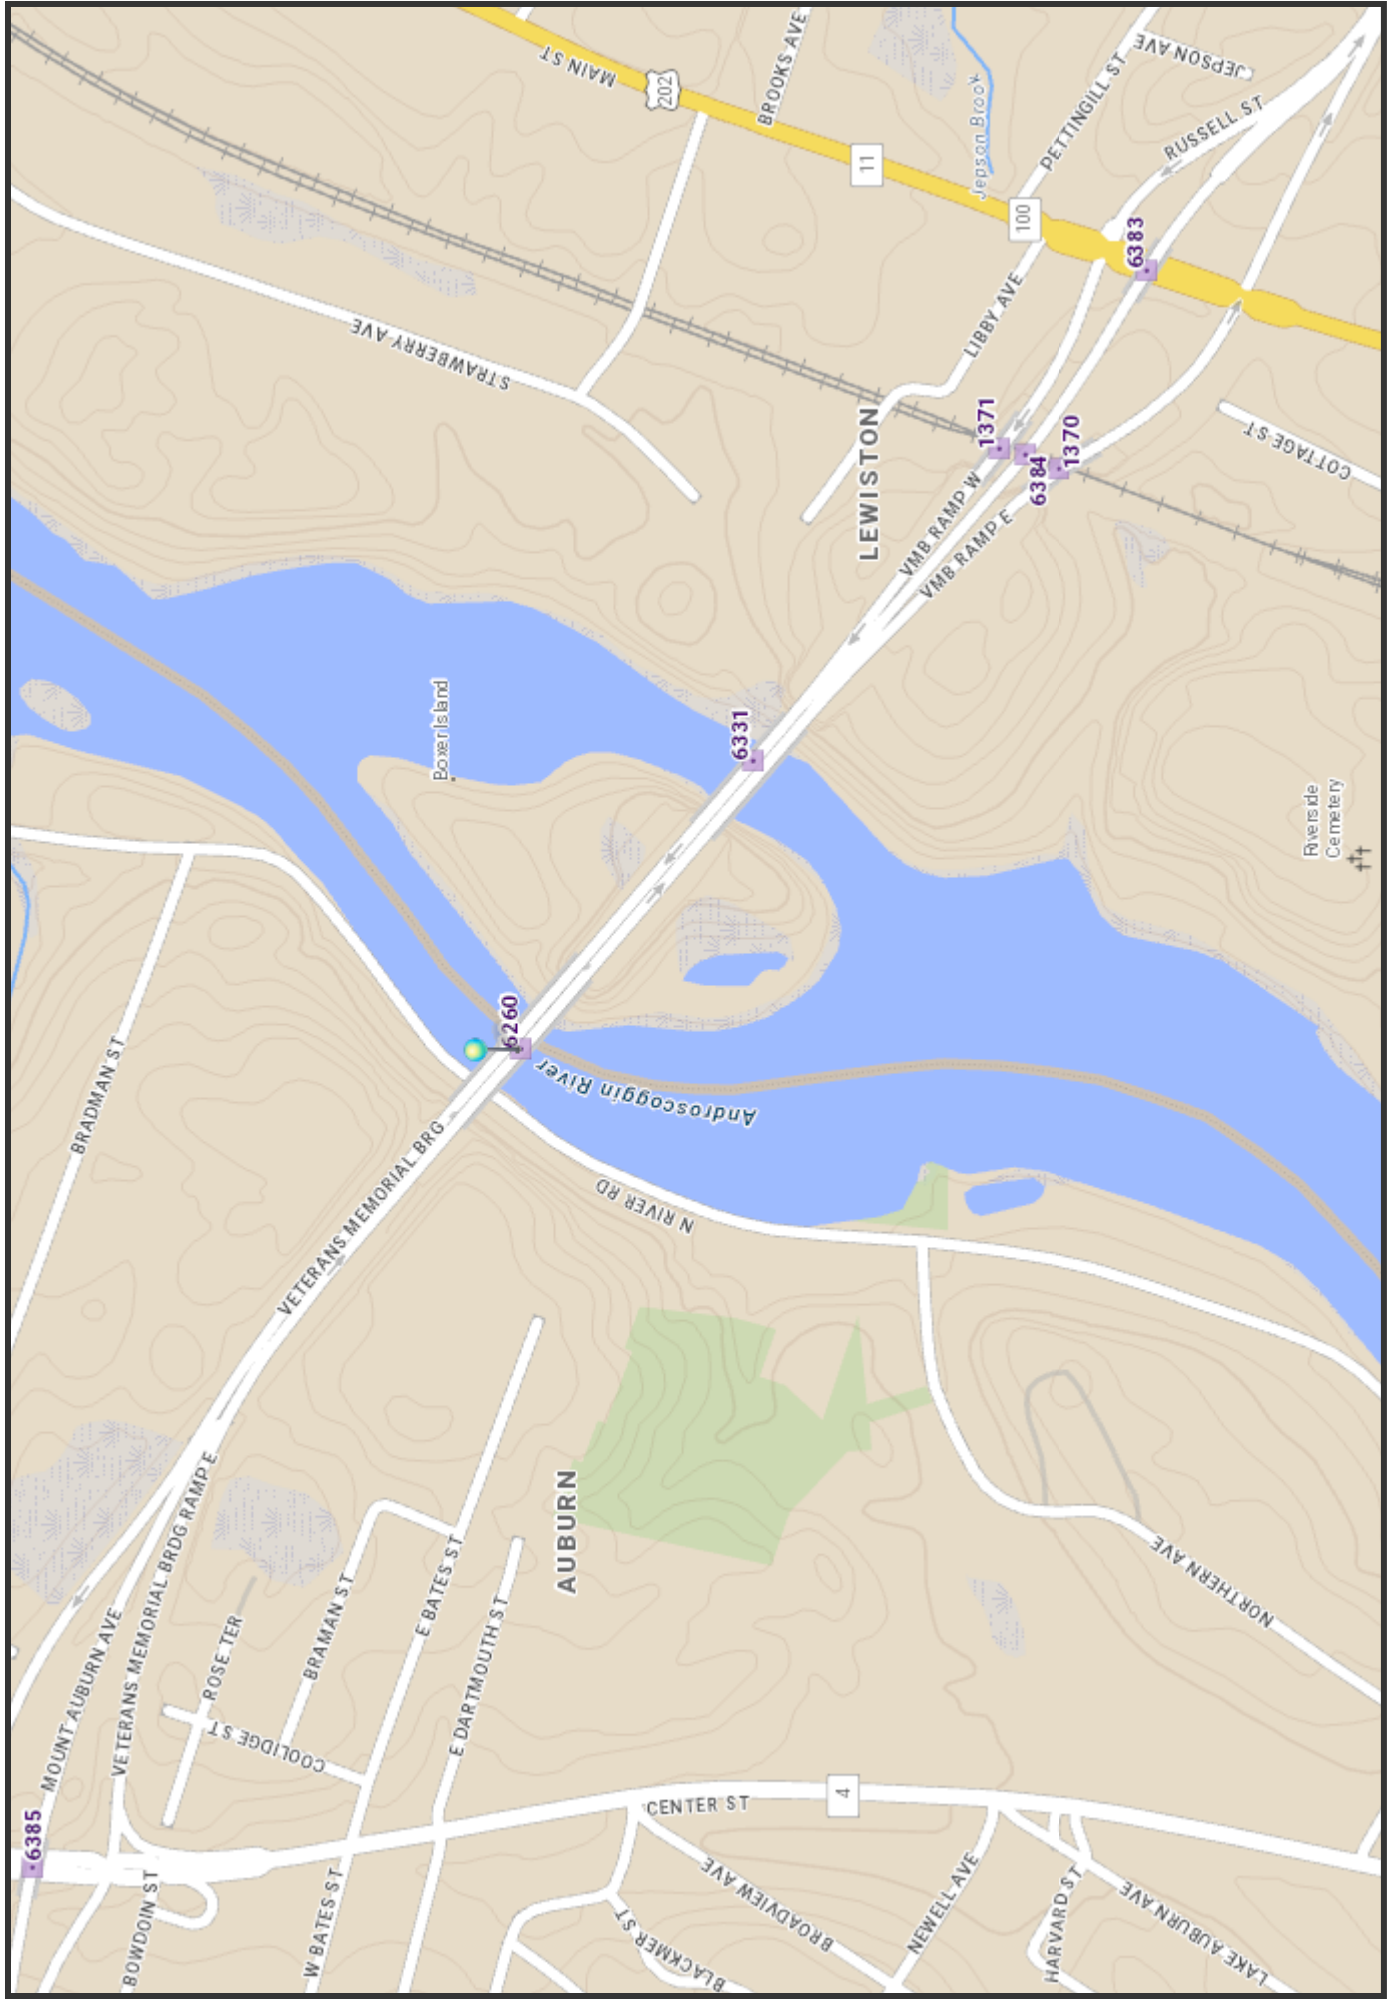 MAIN ST
202
BROOKS AVE
11
Jepson Brook
JEPSON AVE
PETTINGILL ST
RUSSELL ST
100
6383
STRAWBERRY AVE
LIBBY AVE
1371
6384
1370
COTTAGE ST
LEWISTON
VMB RAMP W
VMB RAMP E
Boxer Island
6331
Riverside
Cemetery
BRADMAN ST
6260
Androscoggin River
VETERANS MEMORIAL BRG
N RIVER RD
AUBURN
VETERANS MEMORIAL BRDG RAMP E
MOUNT AUBURN AVE
ROSE TER
BRAMAN ST
E BATES ST
E DARTMOUTH ST
COOLIDGE ST
NORTHERN AVE
6385
CENTER ST
4
BOWDOIN ST
W BATES ST
BLACKMER ST
BROADVIEW AVE
NEWELL AVE
HARVARD ST
LAKE AUBURN AVE